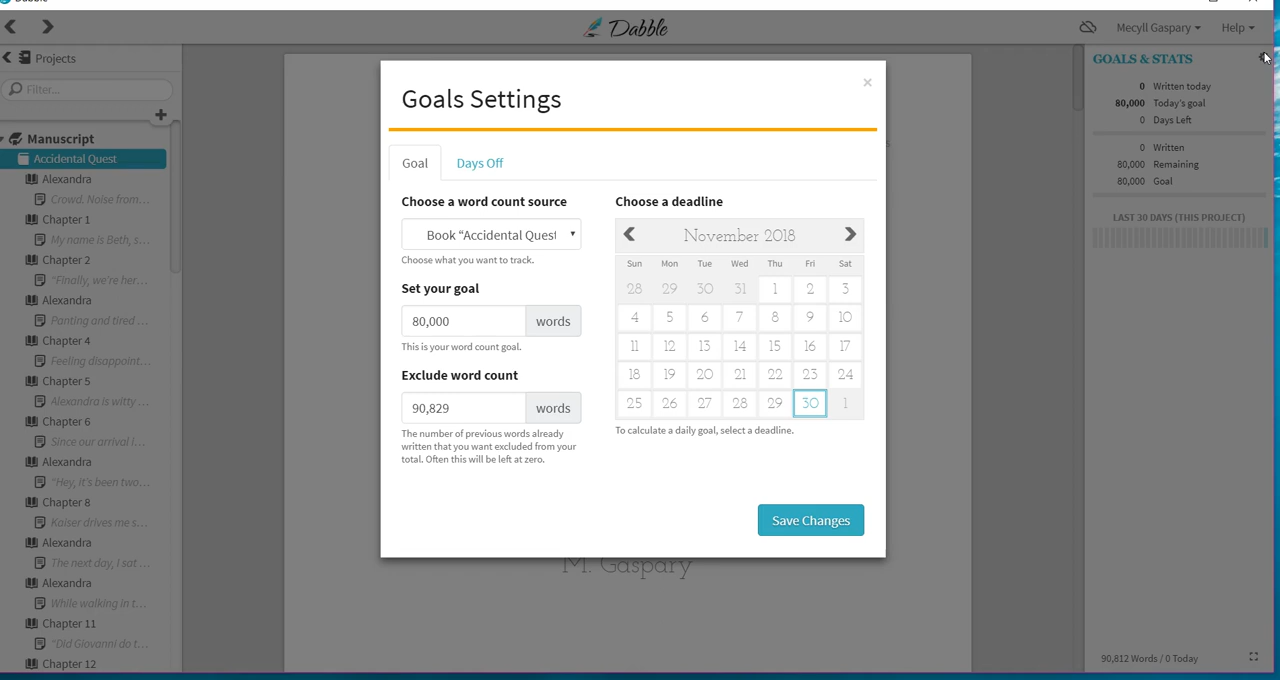 Dabble
Dabble
Mecyll Gaspary
Help
Projects
Filter...
Manuscript
Accidental Quest
Alexandra
Crowd. Noise from...
Chapter 1
My name is Beth, s...
Chapter 2
"Finally, we're her...
Alexandra
Panting and tired ...
Chapter 4
Feeling disappoint...
Chapter 5
Alexandra is witty ...
Chapter 6
Since our arrival i...
Alexandra
"Hey, it's been two...
Chapter 8
Kaiser drives me s...
Alexandra
The next day, I sat ...
Alexandra
While walking in t...
Chapter 11
"Did Giovanni do t...
Chapter 12
Goals Settings
×
Goal
Days Off
Choose a word count source
Book “Accidental Quest
Choose what you want to track.
Set your goal
80,000 words
This is your word count goal.
Exclude word count
90,829 words
The number of previous words already
written that you want excluded from your
total. Often this will be left at zero.
Choose a deadline
November 2018
Sun Mon Tue Wed Thu Fri Sat
28 29 30 31 1 2 3
4 5 6 7 8 9 10
11 12 13 14 15 16 17
18 19 20 21 22 23 24
25 26 27 28 29 30 1
To calculate a daily goal, select a deadline.
Save Changes
M. Gaspary
GOALS & STATS
0 Written today
80,000 Today's goal
0 Days Left
0 Written
80,000 Remaining
80,000 Goal
LAST 30 DAYS (THIS PROJECT)
90,812 Words / 0 Today